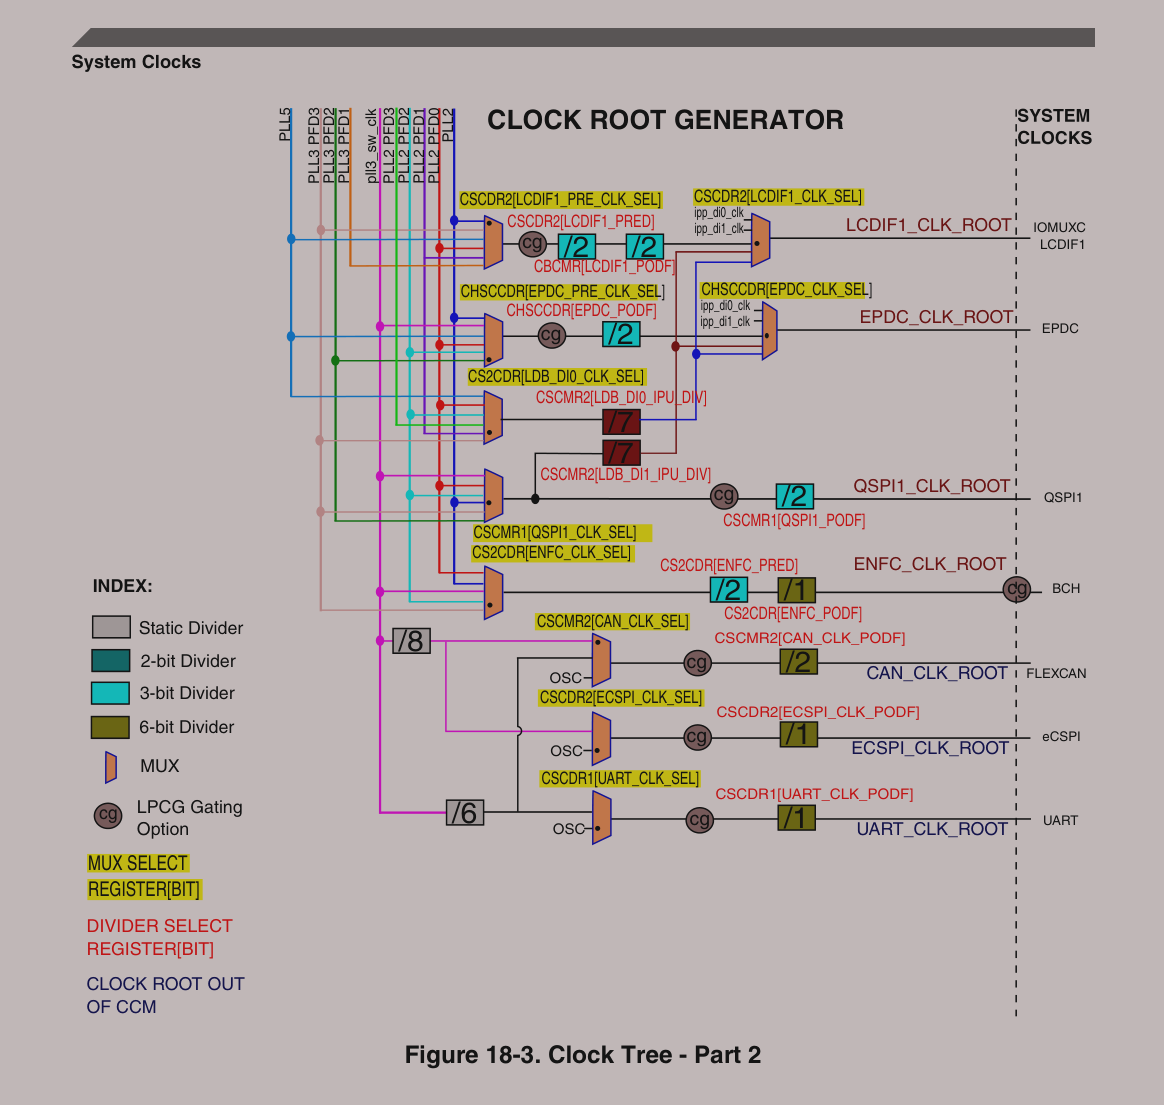 System Clocks
CLOCK ROOT GENERATOR
SYSTEM
CLOCKS
PLL5
PLL3 PFD3
PLL3 PFD2
PLL3 PFD1
pll3_sw_clk
PLL2 PFD3
PLL2 PFD2
PLL2 PFD1
PLL2 PFD0
PLL2
CSCDR2[LCDIF1_PRE_CLK_SEL]
CSCDR2[LCDIF1_CLK_SEL]
CSCDR2[LCDIF1_PRED]
ipp_di0_clk
ipp_di1_clk
LCDIF1_CLK_ROOT
IOMUXC
LCDIF1
cg
/2
/2
CBCMR[LCDIF1_PODF]
CHSCCDR[EPDC_PRE_CLK_SEL]
CHSCCDR[EPDC_CLK_SEL]
CHSCCDR[EPDC_PODF]
ipp_di0_clk
ipp_di1_clk
EPDC_CLK_ROOT
EPDC
cg
/2
CS2CDR[LDB_DI0_CLK_SEL]
CSCMR2[LDB_DI0_IPU_DIV]
/7
/7
CSCMR2[LDB_DI1_IPU_DIV]
QSPI1_CLK_ROOT
QSPI1
cg
/2
CSCMR1[QSPI1_PODF]
CSCMR1[QSPI1_CLK_SEL]
CS2CDR[ENFC_CLK_SEL]
CS2CDR[ENFC_PRED]
ENFC_CLK_ROOT
/2
/1
cg
BCH
CS2CDR[ENFC_PODF]
INDEX:
Static Divider
2-bit Divider
3-bit Divider
6-bit Divider
MUX
cg
LPCG Gating
Option
MUX SELECT
REGISTER[BIT]
DIVIDER SELECT
REGISTER[BIT]
CLOCK ROOT OUT
OF CCM
CSCMR2[CAN_CLK_SEL]
CSCMR2[CAN_CLK_PODF]
/8
cg
/2
CAN_CLK_ROOT
FLEXCAN
OSC
CSCDR2[ECSPI_CLK_SEL]
CSCDR2[ECSPI_CLK_PODF]
cg
/1
eCSPI
OSC
ECSPI_CLK_ROOT
CSCDR1[UART_CLK_SEL]
CSCDR1[UART_CLK_PODF]
/6
cg
/1
UART
OSC
UART_CLK_ROOT
Figure 18-3. Clock Tree - Part 2